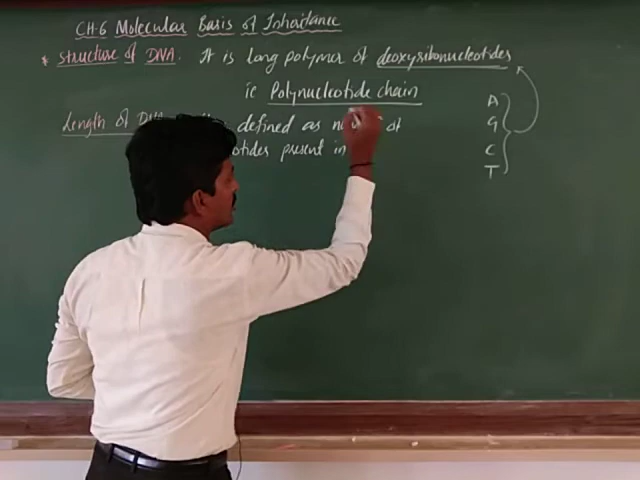 CH-6 Molecular Basis of Inheritance
* Structure of DNA. It is long polymer of deoxyribonucleotides
ie Polynucleotide chain
Length of DNA defined as of
present in
A
G
C
T